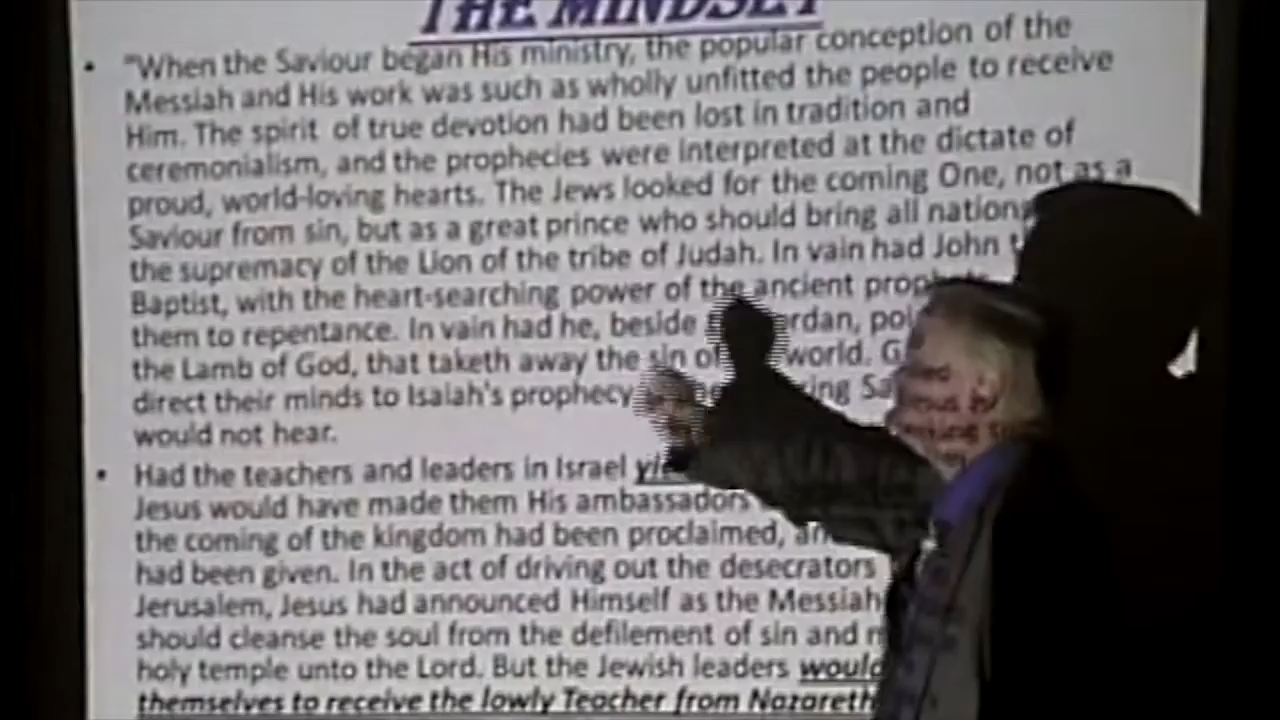 THE MINDSET
• "When the Saviour began His ministry, the popular conception of the
Messiah and His work was such as wholly unfitted the people to receive
Him. The spirit of true devotion had been lost in tradition and
ceremonialism, and the prophecies were interpreted at the dictate of
proud, world-loving hearts. The Jews looked for the coming One, not as a
Saviour from sin, but as a great prince who should bring all nation
the supremacy of the Lion of the tribe of Judah. In vain had John
Baptist, with the heart-searching power of the ancient
them to repentance. In vain had he, beside
the Lamb of God, that taketh away the sin of world.
direct their minds to Isaiah's prophecy
would not hear.
• Had the teachers and leaders in Israel
Jesus would have made them His ambassadors
the coming of the kingdom had been proclaimed,
had been given. In the act of driving out the desecrators
Jerusalem, Jesus had announced Himself as the Messiah
should cleanse the soul from the defilement of sin and
holy temple unto the Lord. But the Jewish leaders would
themselves to receive the lowly Teacher from Nazareth